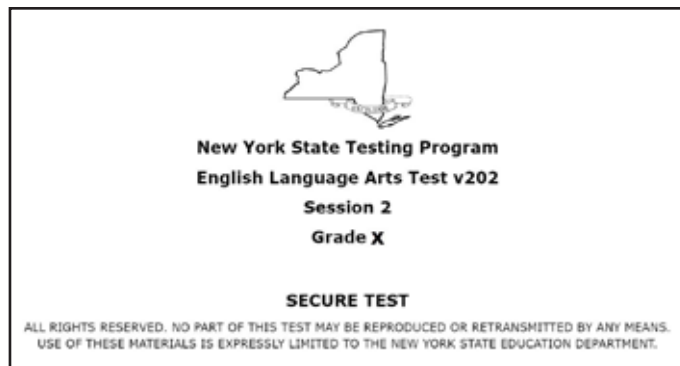 New York State Testing Program
English Language Arts Test v202
Session 2
Grade X
SECURE TEST
ALL RIGHTS RESERVED. NO PART OF THIS TEST MAY BE REPRODUCED OR RETRANSMITTED BY ANY MEANS.
USE OF THESE MATERIALS IS EXPRESSLY LIMITED TO THE NEW YORK STATE EDUCATION DEPARTMENT.